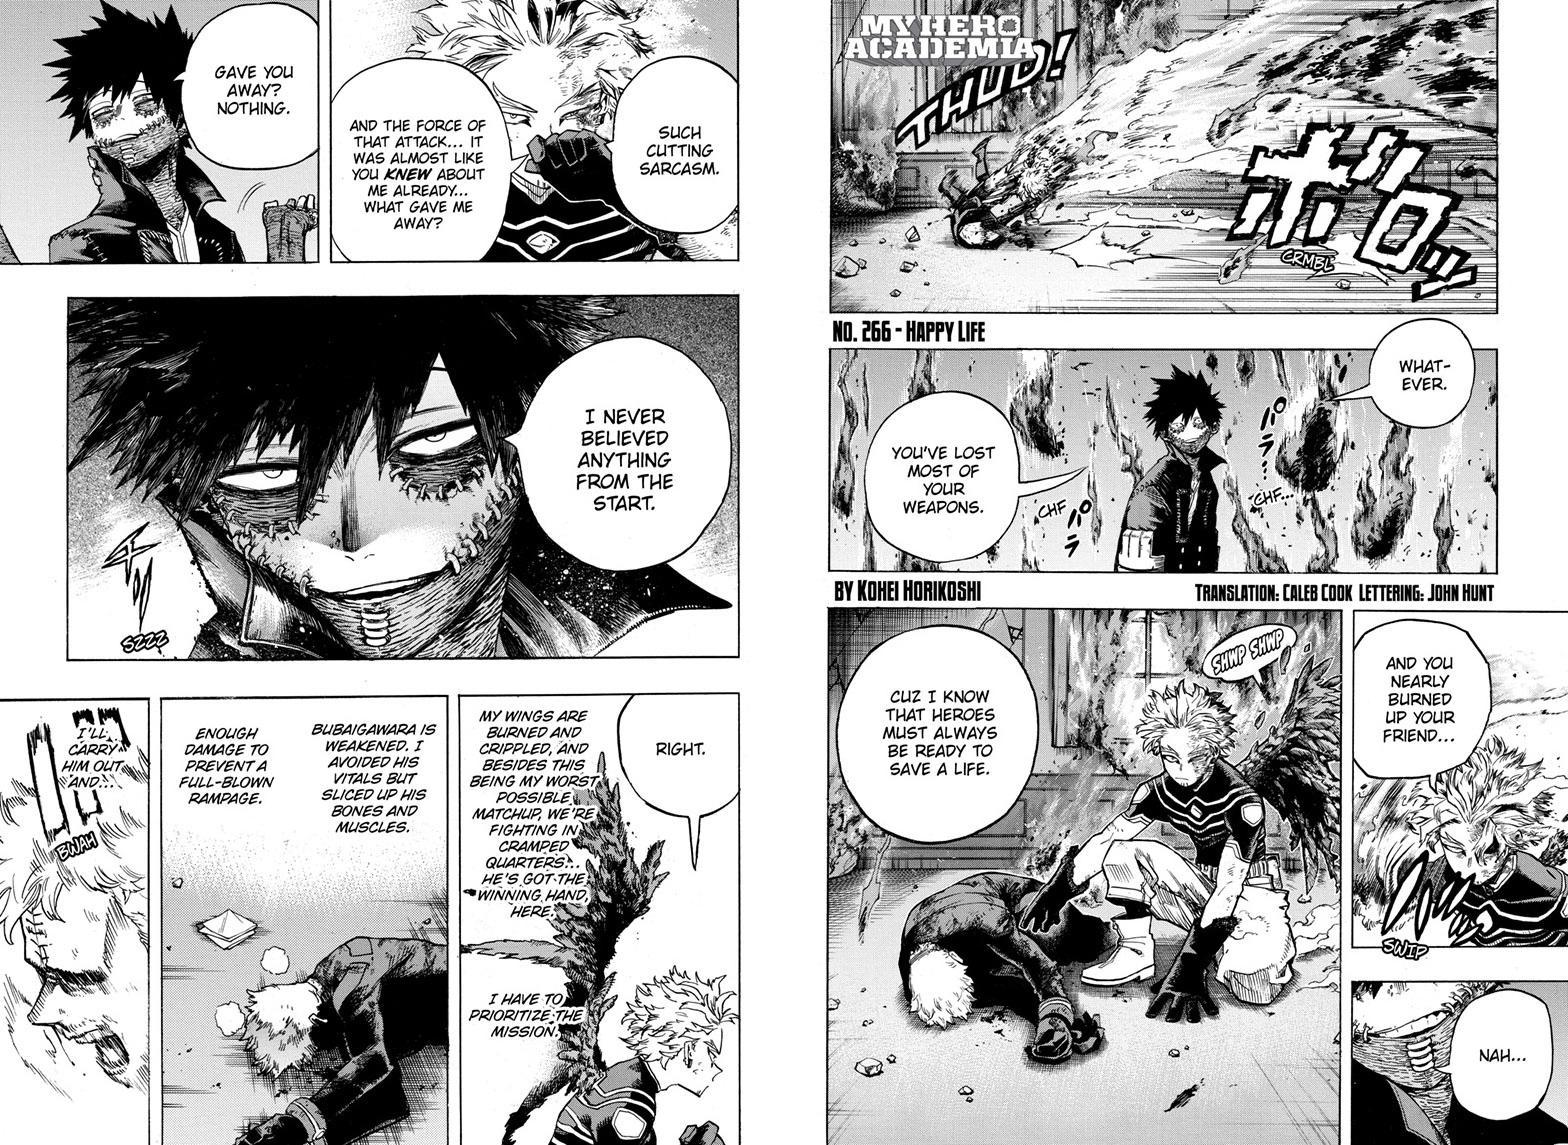 MY HERO
ACADEMIA
THUD!
ボロッ
CRMBL
No. 266 - Happy Life
WHAT-
EVER.
パラ…
CHF...
パラ
CHF
YOU'VE LOST
MOST OF
YOUR
WEAPONS.
by Kohei Horikoshi
Translation: Caleb Cook Lettering: John Hunt
AND YOU
NEARLY
BURNED
UP YOUR
FRIEND...
SWIP
SHWP SHWP
CUZ I KNOW
THAT HEROES
MUST ALWAYS
BE READY TO
SAVE A LIFE.
NAH...
SUCH
CUTTING
SARCASM.
AND THE FORCE OF
THAT ATTACK... IT
WAS ALMOST LIKE
YOU KNEW ABOUT
ME ALREADY...
WHAT GAVE ME
AWAY?
GAVE YOU
AWAY?
NOTHING.
I NEVER
BELIEVED
ANYTHING
FROM THE
START.
SZZZ
RIGHT.
MY WINGS ARE
BURNED AND
CRIPPLED, AND
BESIDES THIS
BEING MY WORST
POSSIBLE
MATCHUP, WE'RE
FIGHTING IN
CRAMPED
QUARTERS...
HE'S GOT THE
WINNING HAND,
HERE.
I HAVE TO
PRIORITIZE THE
MISSION.
BUBAIGAWARA IS
WEAKENED. I
AVOIDED HIS
VITALS BUT
SLICED UP HIS
BONES AND
MUSCLES.
ENOUGH
DAMAGE TO
PREVENT A
FULL-BLOWN
RAMPAGE.
I'LL
CARRY
HIM OUT
AND...
BWAH